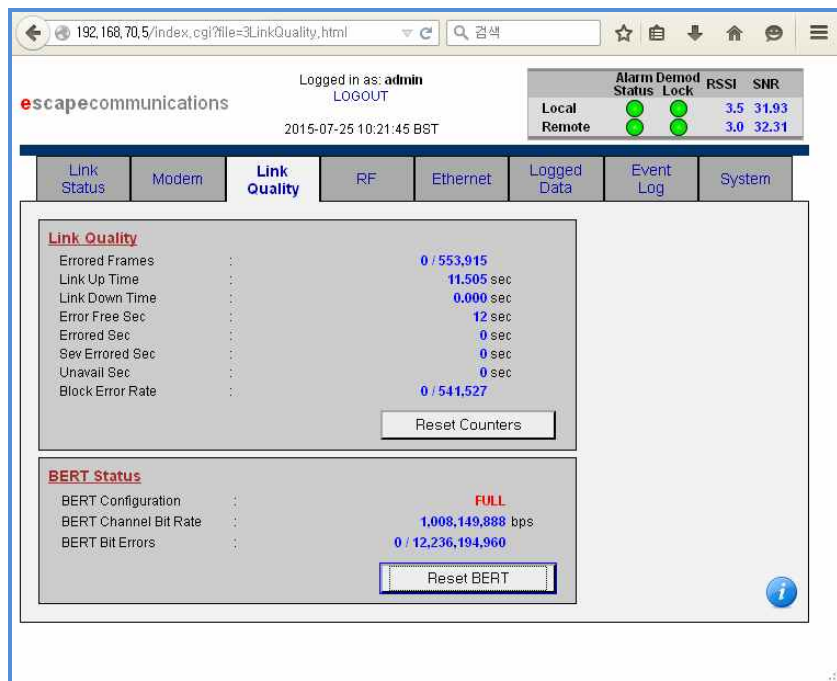 192.168.70.5/index.cgi?file=3LinkQuality.html
검색
escapecommunications
Logged in as: admin
LOGOUT
2015-07-25 10:21:45 BST
Alarm Status Demod Lock RSSI SNR
Local 3.5 31.93
Remote 3.0 32.31
Link Status
Modem
Link Quality
RF
Ethernet
Logged Data
Event Log
System
Link Quality
Errored Frames : 0 / 553,915
Link Up Time : 11.505 sec
Link Down Time : 0.000 sec
Error Free Sec : 12 sec
Errored Sec : 0 sec
Sev Errored Sec : 0 sec
Unavail Sec : 0 sec
Block Error Rate : 0 / 541,527
Reset Counters
BERT Status
BERT Configuration : FULL
BERT Channel Bit Rate : 1,008,149,888 bps
BERT Bit Errors : 0 / 12,236,194,960
Reset BERT
i